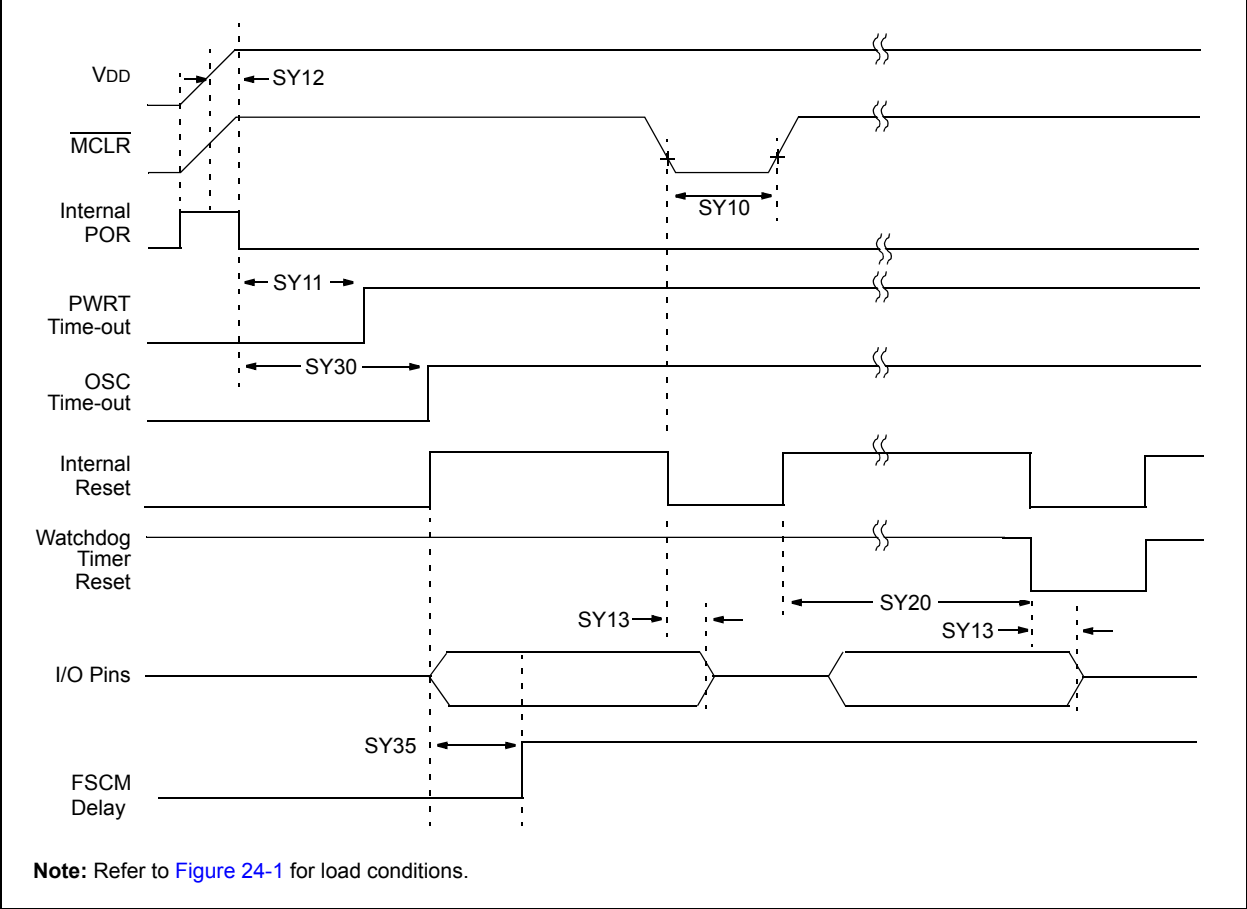 VDD
SY12
MCLR
SY10
Internal
POR
SY11
PWRT
Time-out
SY30
OSC
Time-out
Internal
Reset
Watchdog
Timer
Reset
SY20
SY13
SY13
I/O Pins
SY35
FSCM
Delay
Note: Refer to Figure 24-1 for load conditions.